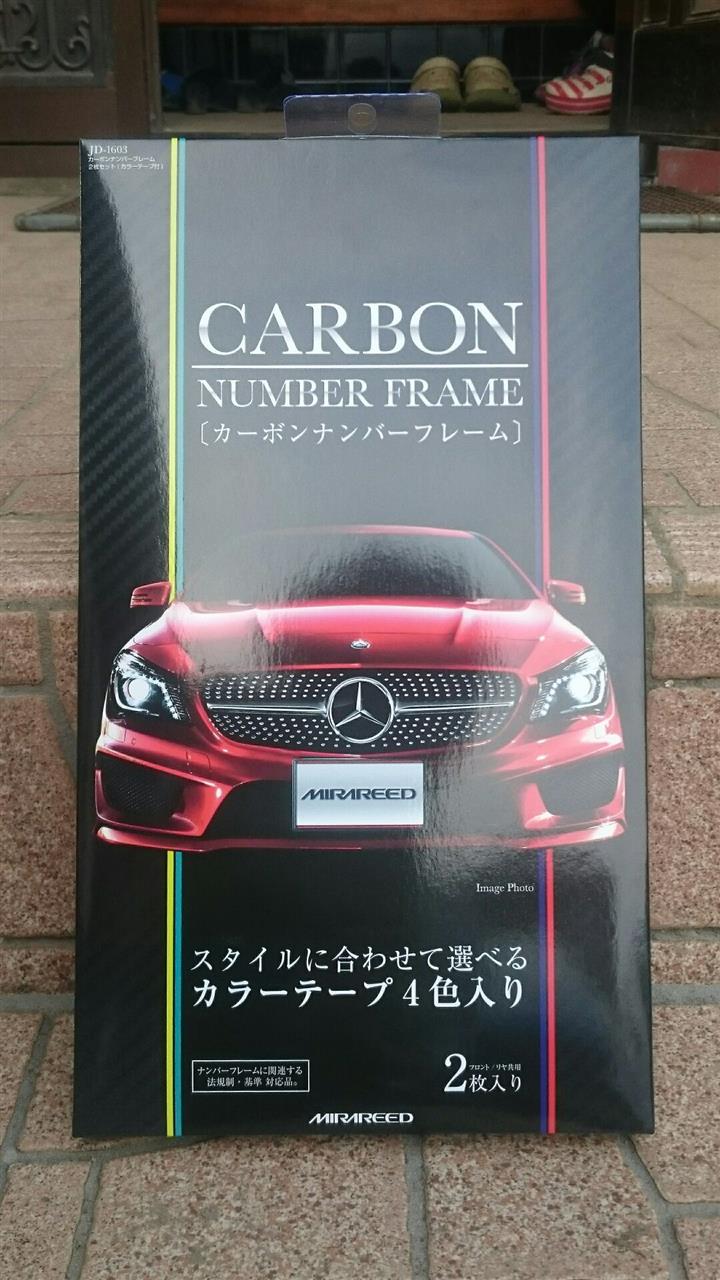 JD-1603
カーボンナンバーフレーム
2枚セット(カラーテープ付)
CARBON
NUMBER FRAME
〔カーボンナンバーフレーム〕
MIRAREED
Image Photo
スタイルに合わせて選べる
カラーテープ4色入り
ナンバーフレームに関連する
法規制・基準 対応品。
フロント/リヤ共用
2枚入り
MIRAREED